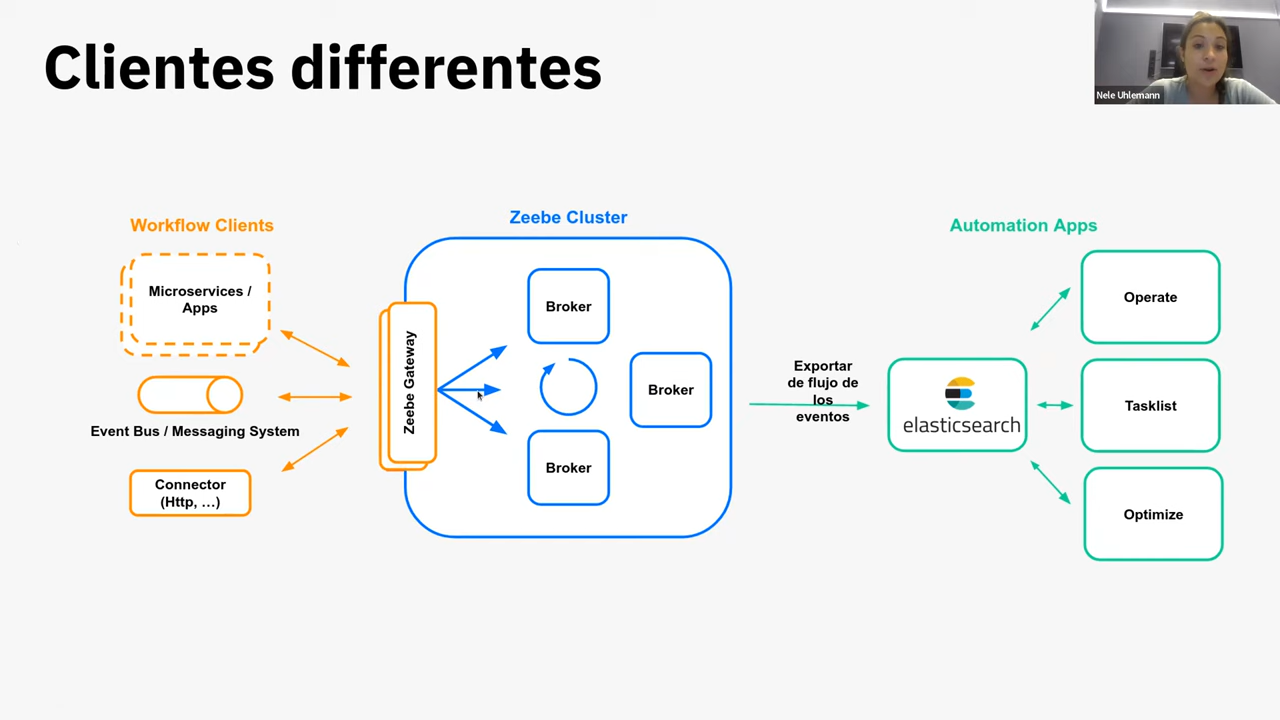 Clientes differentes
Nele Uhlemann
Workflow Clients
Microservices /
Apps
Event Bus / Messaging System
Connector
(Http, ...)
Zeebe Cluster
Zeebe Gateway
Broker
Broker
Broker
Exportar
de flujo de
los
eventos
elasticsearch
Automation Apps
Operate
Tasklist
Optimize